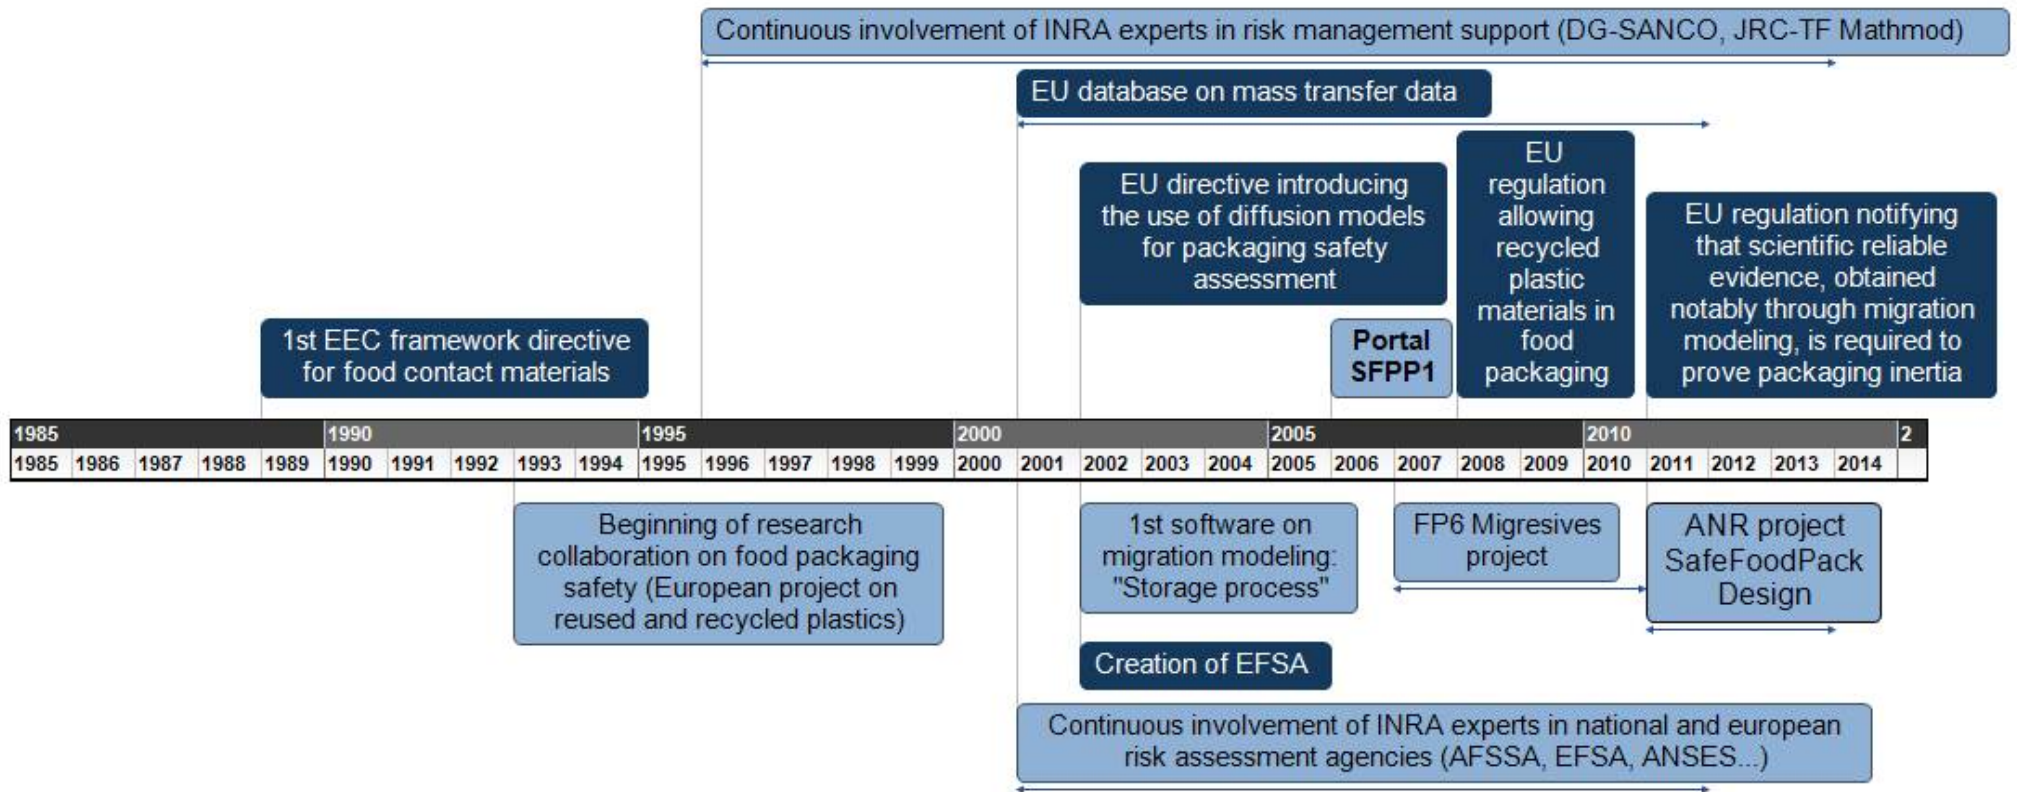 Continuous involvement of INRA experts in risk management support (DG-SANCO, JRC-TF Mathmod)
EU database on mass transfer data
EU directive introducing
the use of diffusion models
for packaging safety
assessment
EU
regulation
allowing
recycled
plastic
materials in
food
packaging
EU regulation notifying
that scientific reliable
evidence, obtained
notably through migration
modeling, is required to
prove packaging inertia
1st EEC framework directive
for food contact materials
Portal
SFPP1
1985 1990 1995 2000 2005 2010 2
1985 1986 1987 1988 1989 1990 1991 1992 1993 1994 1995 1996 1997 1998 1999 2000 2001 2002 2003 2004 2005 2006 2007 2008 2009 2010 2011 2012 2013 2014
Beginning of research
collaboration on food packaging
safety (European project on
reused and recycled plastics)
1st software on
migration modeling:
"Storage process"
FP6 Migresives
project
ANR project
SafeFoodPack
Design
Creation of EFSA
Continuous involvement of INRA experts in national and european
risk assessment agencies (AFSSA, EFSA, ANSES...)